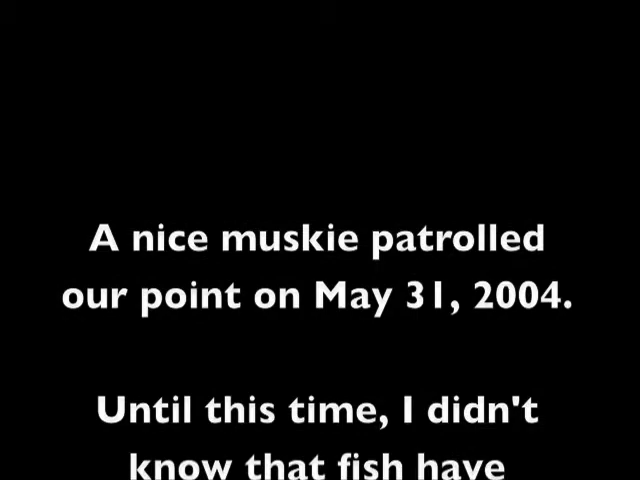 A nice muskie patrolled
our point on May 31, 2004.
Until this time, I didn't
know that fish have